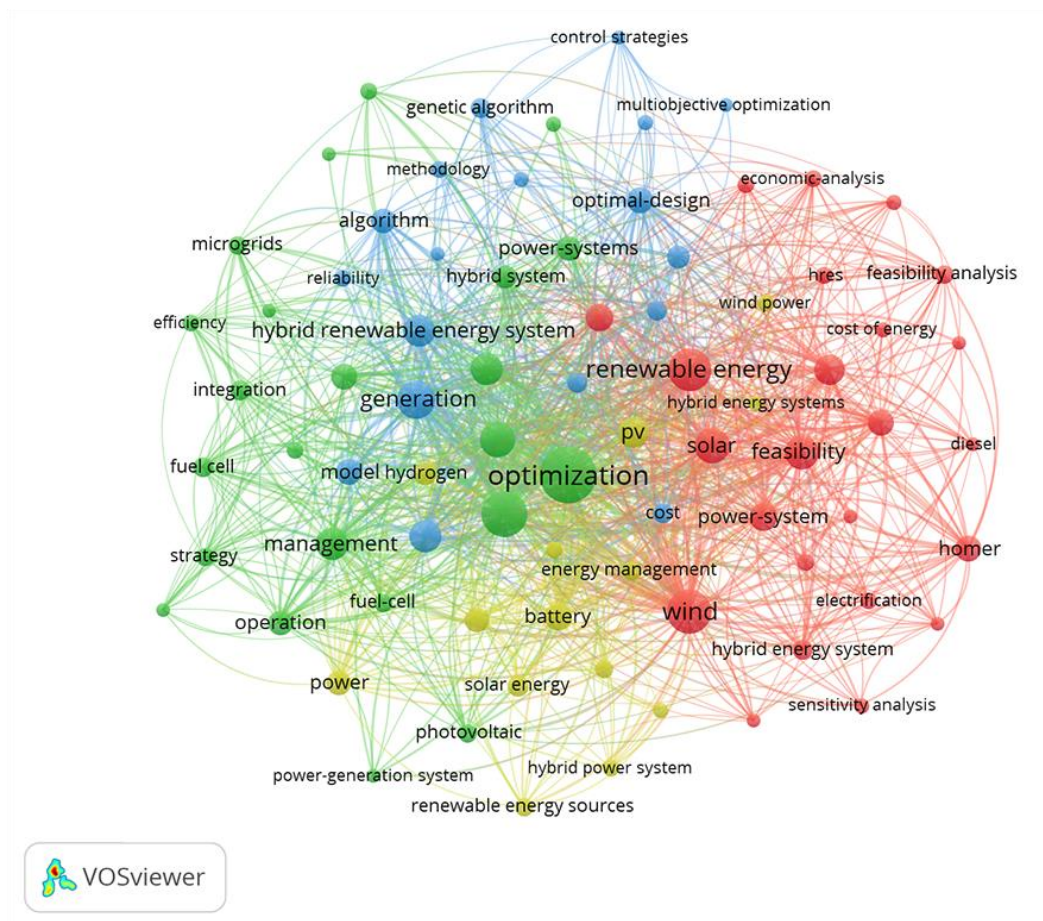 control strategies
genetic algorithm
multiobjective optimization
methodology
economic-analysis
optimal-design
algorithm
microgrids
power-systems
reliability
hybrid system
hres
feasibility analysis
wind power
efficiency
hybrid renewable energy system
cost of energy
renewable energy
integration
generation
hybrid energy systems
pv
solar
feasibility
diesel
fuel cell
model hydrogen
optimization
cost
power-system
strategy
management
energy management
homer
fuel-cell
electrification
operation
battery
wind
hybrid energy system
power
solar energy
sensitivity analysis
photovoltaic
power-generation system
hybrid power system
renewable energy sources
VOSviewer